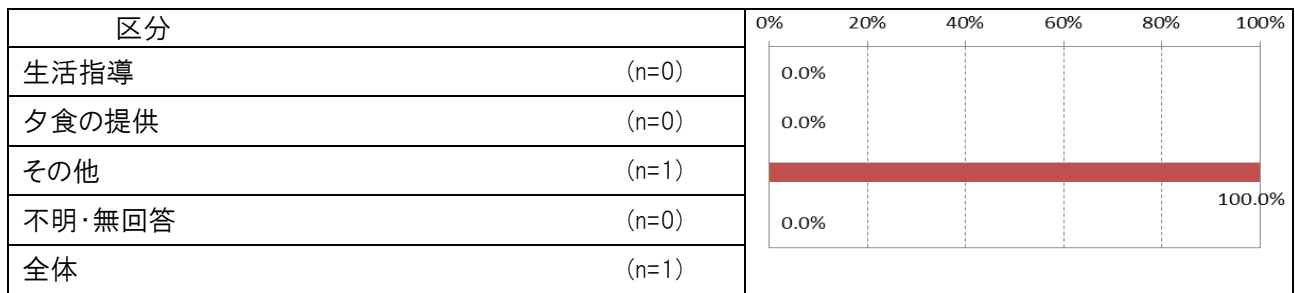 区分 0% 20% 40% 60% 80% 100%
生活指導 (n=0) 0.0%
夕食の提供 (n=0) 0.0%
その他 (n=1) 100.0%
不明・無回答 (n=0) 0.0%
全体 (n=1)